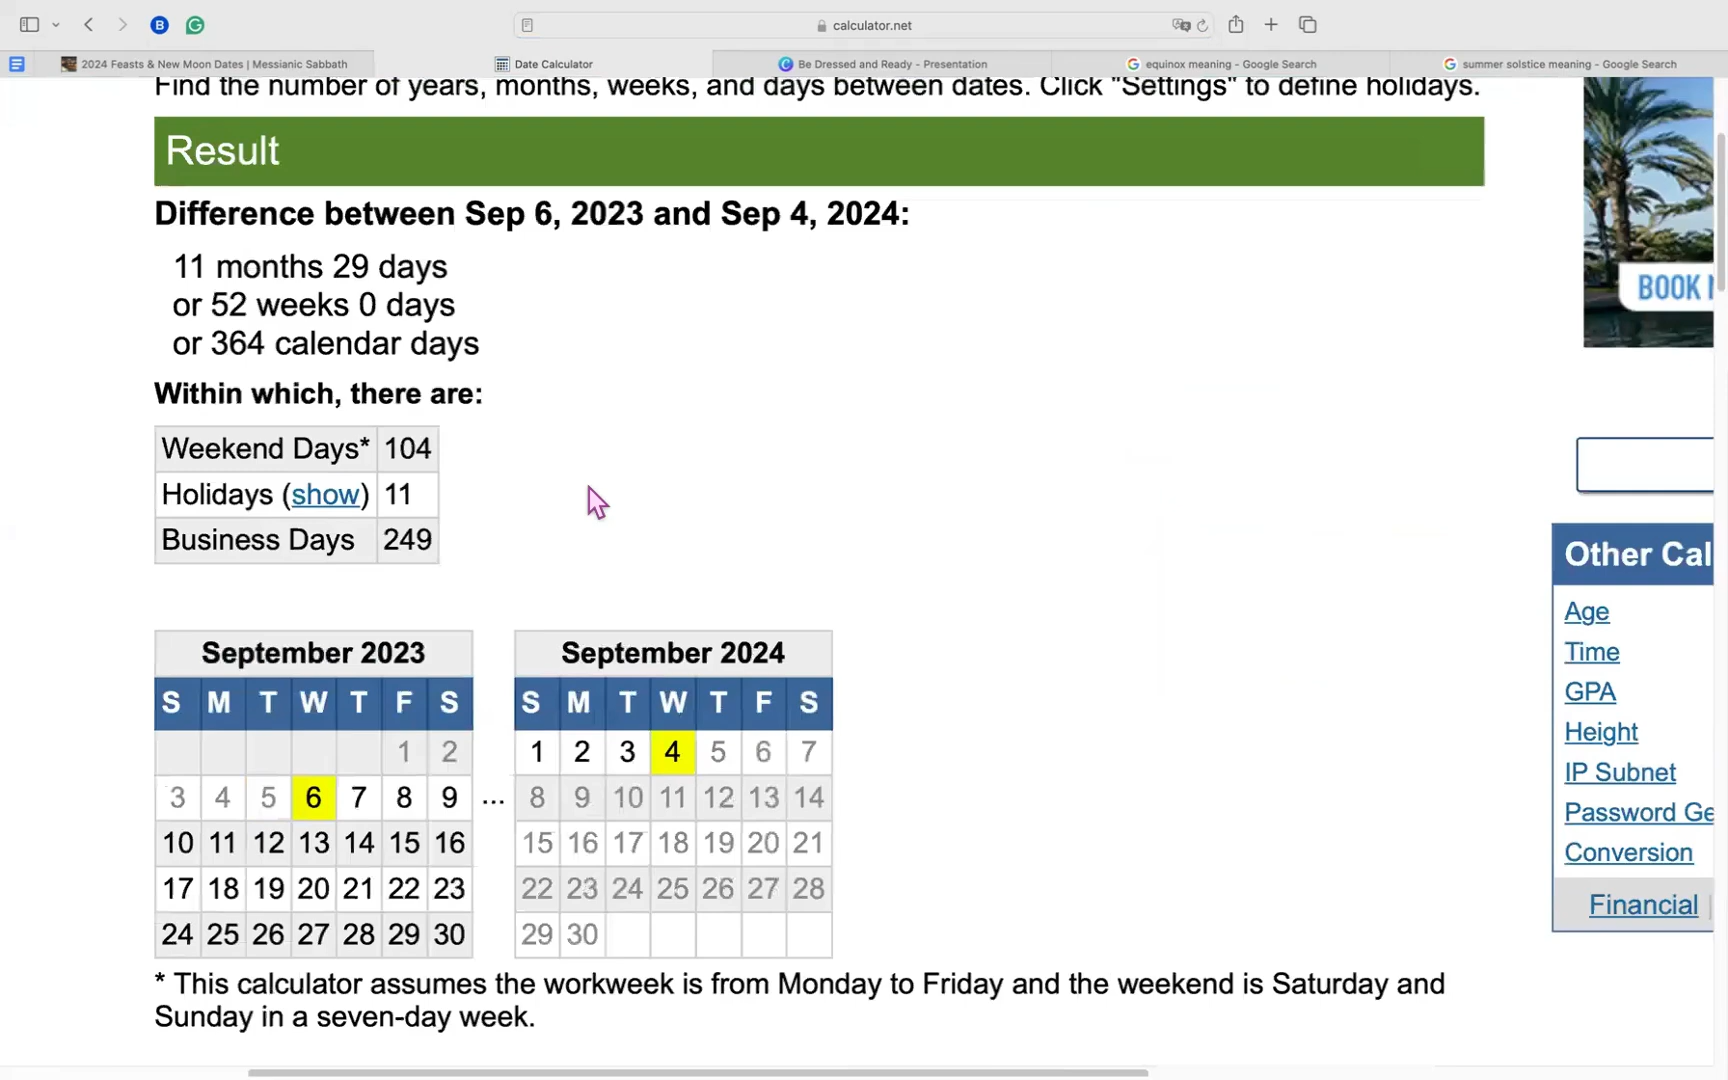 B
calculator.net
2024 Feasts & New Moon Dates | Messianic Sabbath
Date Calculator
Be Dressed and Ready - Presentation
equinox meaning - Google Search
summer solstice meaning - Google Search
Find the number of years, months, weeks, and days between dates. Click "Settings" to define holidays.
Result
Difference between Sep 6, 2023 and Sep 4, 2024:
11 months 29 days
or 52 weeks 0 days
or 364 calendar days
Within which, there are:
Weekend Days* 104
Holidays (show) 11
Business Days 249
September 2023
S M T W T F S
1 2
3 4 5 6 7 8 9
10 11 12 13 14 15 16
17 18 19 20 21 22 23
24 25 26 27 28 29 30
...
September 2024
S M T W T F S
1 2 3 4 5 6 7
8 9 10 11 12 13 14
15 16 17 18 19 20 21
22 23 24 25 26 27 28
29 30
* This calculator assumes the workweek is from Monday to Friday and the weekend is Saturday and
Sunday in a seven-day week.
BOOK
Other Cal
Age
Time
GPA
Height
IP Subnet
Password Ge
Conversion
Financial